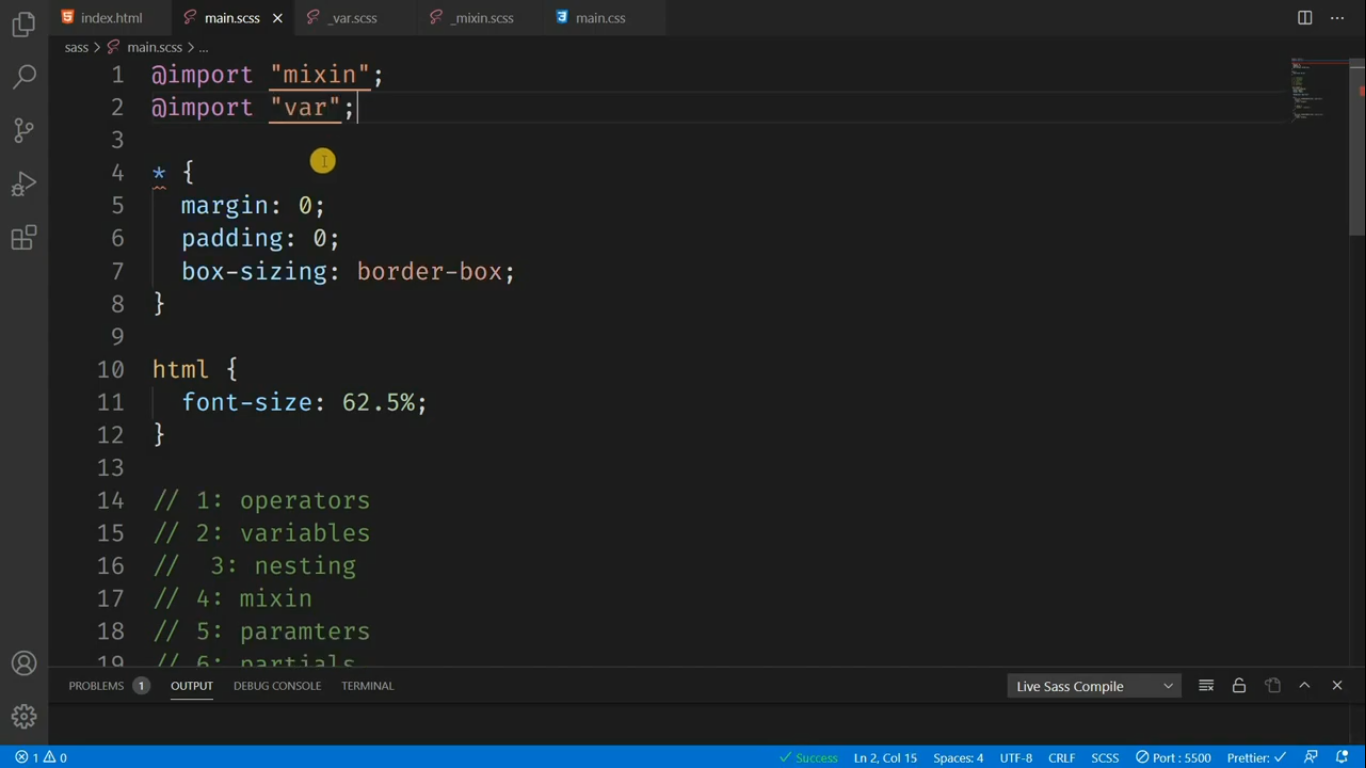 index.html main.scss _var.scss _mixin.scss main.css
sass > main.scss > ...
1 @import "mixin";
2 @import "var";
3
4 * {
5 margin: 0;
6 padding: 0;
7 box-sizing: border-box;
8 }
9
10 html {
11 font-size: 62.5%;
12 }
13
14 // 1: operators
15 // 2: variables
16 //  3: nesting
17 // 4: mixin
18 // 5: paramters
19 // 6: partials
PROBLEMS 1 OUTPUT DEBUG CONSOLE TERMINAL Live Sass Compile
1 0 Success Ln 2, Col 15 Spaces: 4 UTF-8 CRLF SCSS Port : 5500 Prettier: